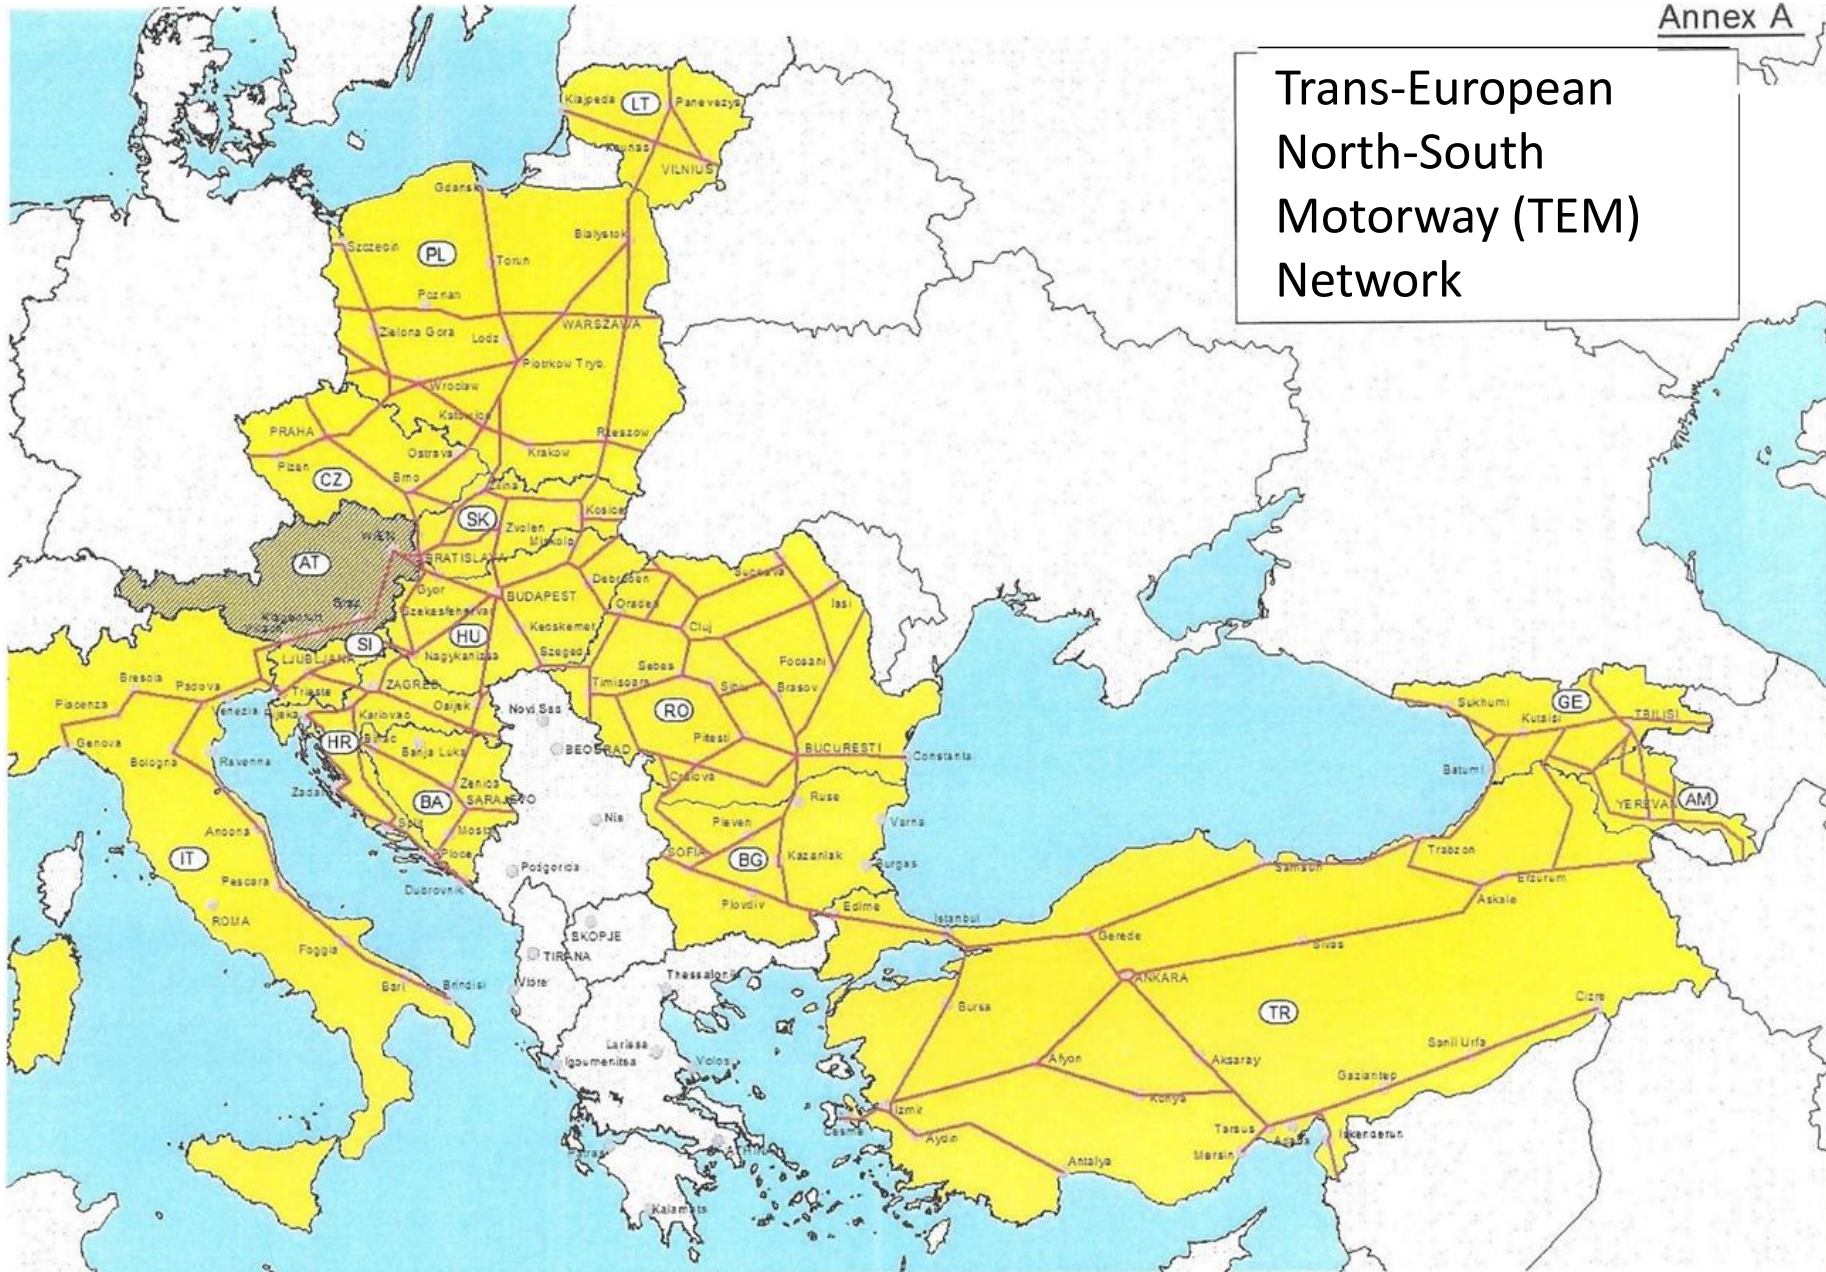 Annex A
Trans-European
North-South
Motorway (TEM)
Network
Klajpeda
LT
Panevezys
Kaunas
VILNIUS
Gdansk
Szczecin
PL
Bialystok
Torun
Poznan
Zielona Gora
Lodz
WARSZAWA
Piotrkow Tryb.
Wroclaw
Katowice
PRAHA
Rzeszow
Plzen
Ostrava
Krakow
CZ
Brno
Zilina
SK
Kosice
Zvolen
Miskolc
WIEN
BRATISLAVA
AT
Gyor
Debrecen
Suceava
Szekesfehervar
BUDAPEST
Oradea
Iasi
Graz
Klagenfurt
SI
HU
Kecskemet
Cluj
LJUBLJANA
Nagykanizsa
Szeged
Sebes
Focsani
Brescia
Padova
Trieste
ZAGREB
Timisoara
Sibiu
Brasov
Piacenza
Venezia
Rijeka
Karlovac
Osijek
Novi Sad
RO
Sukhumi
GE
TBILISI
Kutaisi
Genova
Bologna
Ravenna
HR
Bihac
Banja Luka
BEOGRAD
Pitesti
BUCURESTI
Constanta
Batumi
Zadar
Zenica
SARAJEVO
BA
Craiova
Ruse
YEREVAN
AM
Ancona
Split
Mostar
Nis
Pleven
Varna
IT
Ploce
SOFIA
BG
Kazanlak
Burgas
Trabzon
Samsun
Pescara
Dubrovnik
Podgorica
Plovdiv
Edirne
Istanbul
Erzurum
Askale
ROMA
SKOPJE
Gerede
Sivas
Foggia
TIRANA
Bari
Brindisi
Vlore
Thessaloniki
ANKARA
Bursa
TR
Cizre
Larissa
Igoumenitsa
Volos
Afyon
Aksaray
Sanli Urfa
Gaziantep
Izmir
Konya
Cesme
Aydin
Tarsus
Adana
Iskenderun
Patras
ATHINA
Antalya
Mersin
Kalamata